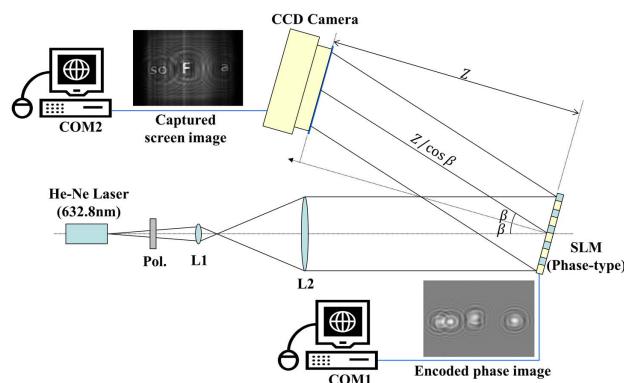 CCD Camera
COM2
so F a
Captured
screen image
Z
Z/cos β
β
β
He-Ne Laser
(632.8nm)
Pol.
L1
L2
SLM
(Phase-type)
COM1
Encoded phase image